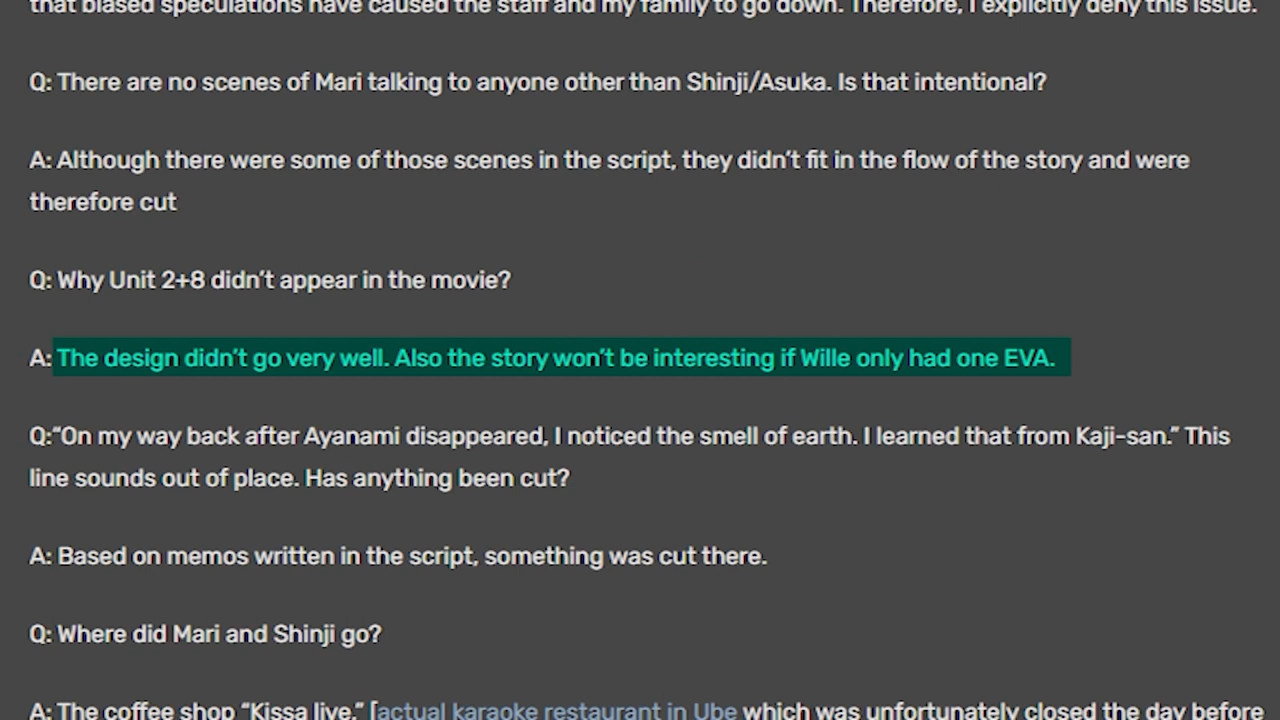 that biased speculations have caused the staff and my family to go down. Therefore, I explicitly deny this issue.
Q: There are no scenes of Mari talking to anyone other than Shinji/Asuka. Is that intentional?
A: Although there were some of those scenes in the script, they didn't fit in the flow of the story and were
therefore cut
Q: Why Unit 2+8 didn't appear in the movie?
A: The design didn't go very well. Also the story won't be interesting if Wille only had one EVA.
Q:“On my way back after Ayanami disappeared, I noticed the smell of earth. I learned that from Kaji-san.” This
line sounds out of place. Has anything been cut?
A: Based on memos written in the script, something was cut there.
Q: Where did Mari and Shinji go?
A: The coffee shop “Kissa live,” [actual karaoke restaurant in Ube which was unfortunately closed the day before